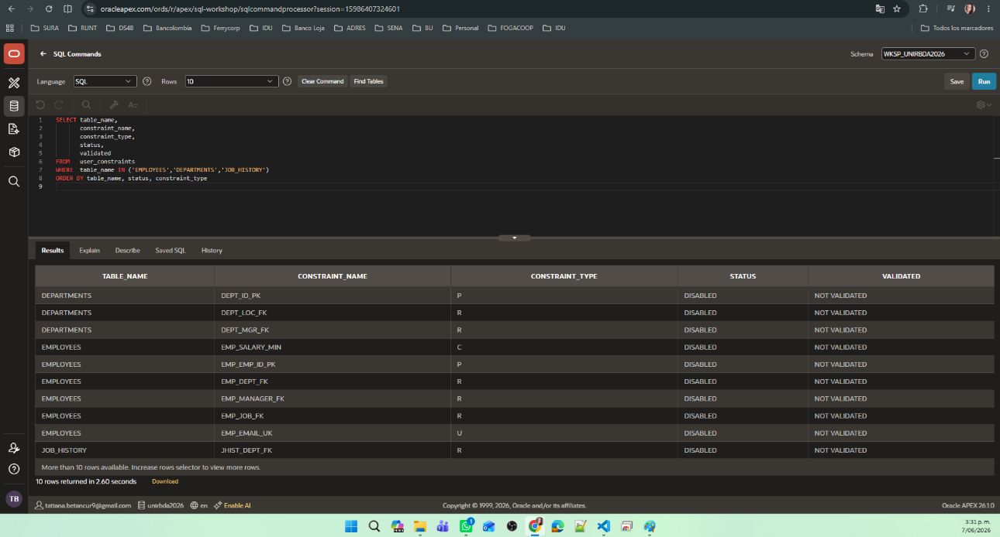 oracleapex.com/ords/r/apex/sql-workshop/sqlcommandprocessor?session=15986407324601
SURA RUNT DS4B Bancolombia Ferrycorp IDU Banco Loja ADRES SENA BU Personal FOGACOOP IDU Todos los marcadores
SQL Commands Schema WKSP_UNIRBDA2026
Language SQL Rows 10 Clear Command Find Tables Save Run
1 SELECT table_name,
2 constraint_name,
3 constraint_type,
4 status,
5 validated
6 FROM user_constraints
7 WHERE table_name IN ('EMPLOYEES','DEPARTMENTS','JOB_HISTORY')
8 ORDER BY table_name, status, constraint_type
9
Results Explain Describe Saved SQL History
TABLE_NAME CONSTRAINT_NAME CONSTRAINT_TYPE STATUS VALIDATED
DEPARTMENTS DEPT_ID_PK P DISABLED NOT VALIDATED
DEPARTMENTS DEPT_LOC_FK R DISABLED NOT VALIDATED
DEPARTMENTS DEPT_MGR_FK R DISABLED NOT VALIDATED
EMPLOYEES EMP_SALARY_MIN C DISABLED NOT VALIDATED
EMPLOYEES EMP_EMP_ID_PK P DISABLED NOT VALIDATED
EMPLOYEES EMP_DEPT_FK R DISABLED NOT VALIDATED
EMPLOYEES EMP_MANAGER_FK R DISABLED NOT VALIDATED
EMPLOYEES EMP_JOB_FK R DISABLED NOT VALIDATED
EMPLOYEES EMP_EMAIL_UK U DISABLED NOT VALIDATED
JOB_HISTORY JHIST_DEPT_FK R DISABLED NOT VALIDATED
More than 10 rows available. Increase rows selector to view more rows.
10 rows returned in 2.60 seconds Download
TB
tatiana.betancur9@gmail.com unirbda2026 en Enable AI Copyright © 1999, 2026, Oracle and/or its affiliates. Oracle APEX 26.1.0
3:31 p.m.
7/06/2026